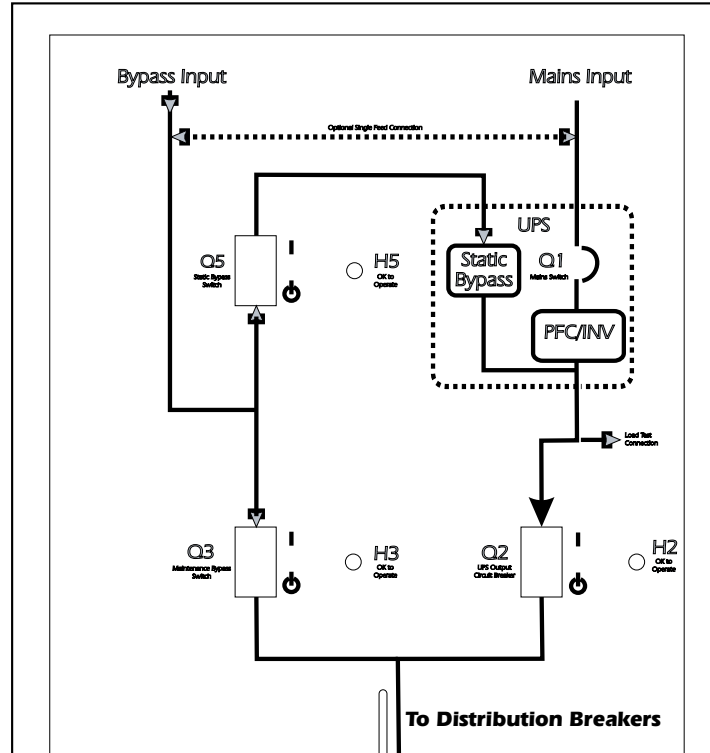 Bypass Input
Mains Input
Optional Single Feed Connection
UPS
Q5
Static Bypass
Switch
H5
OK to
Operate
Static
Bypass
Q1
Mains Switch
PFC/INV
Load Test
Connection
Q3
Maintenance Bypass
Switch
H3
OK to
Operate
Q2
UPS Output
Circuit Breaker
H2
OK to
Operate
To Distribution Breakers